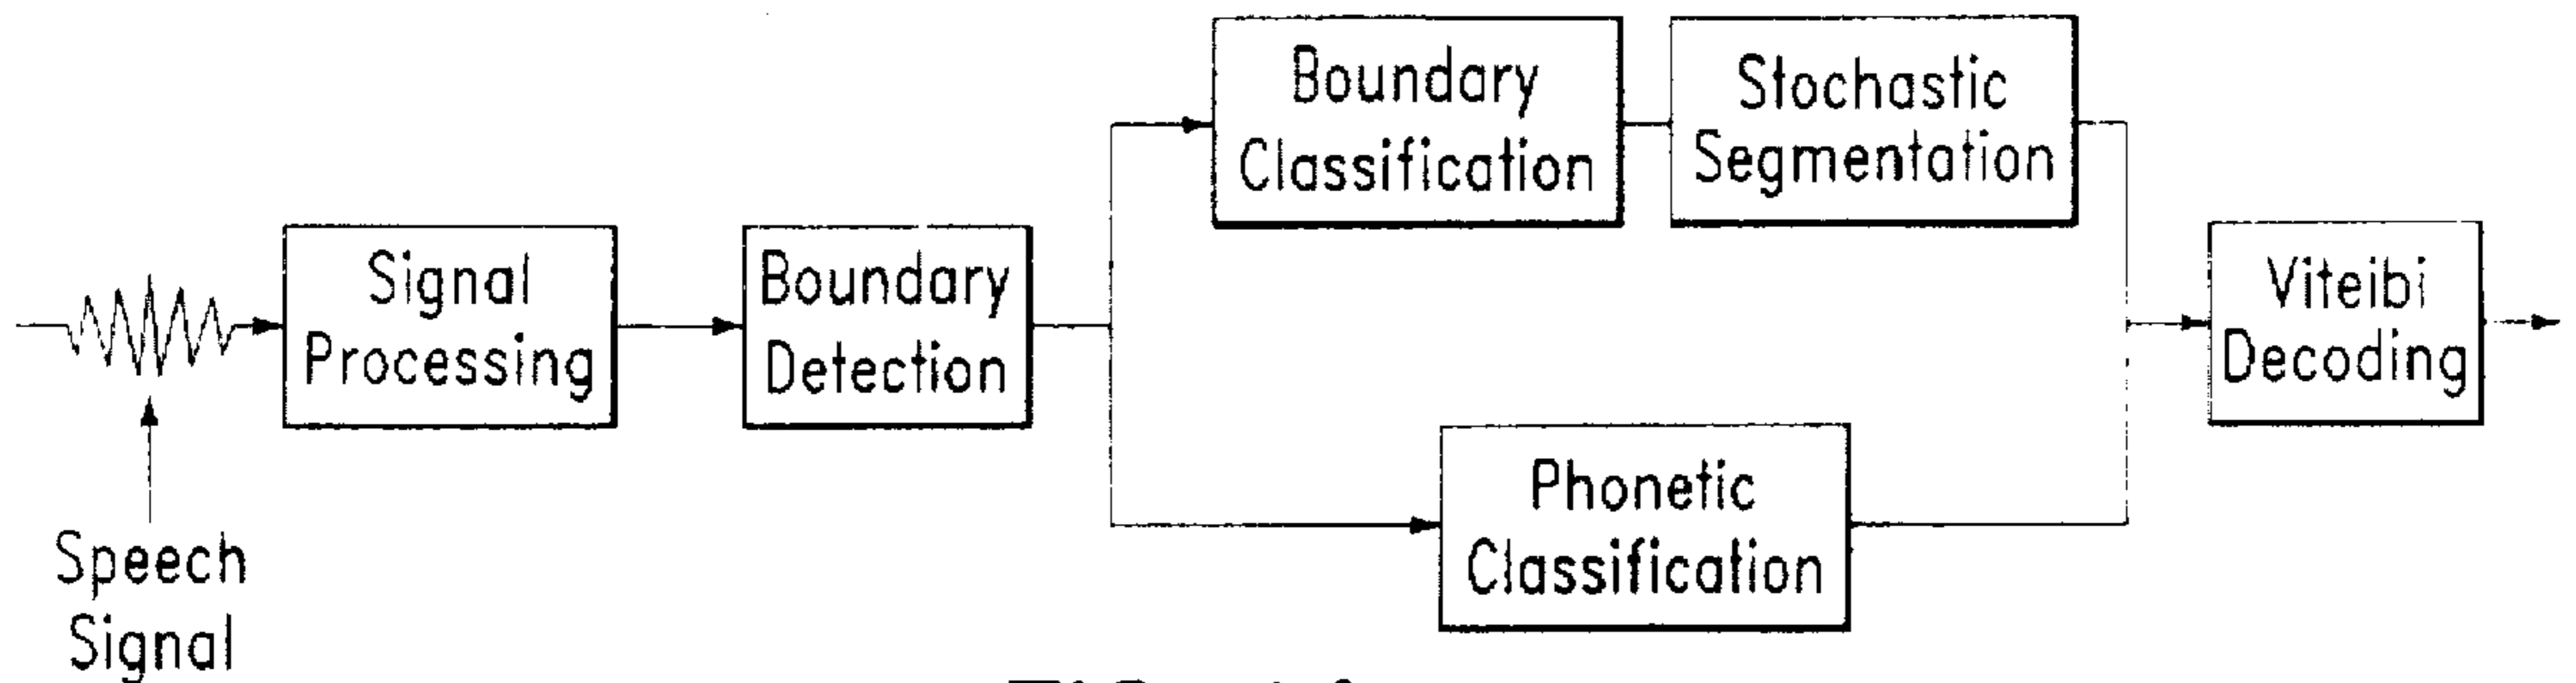 Boundary
Classification
Stochastic
Segmentation
Signal
Processing
Boundary
Detection
Viteibi
Decoding
Phonetic
Classification
Speech
Signal